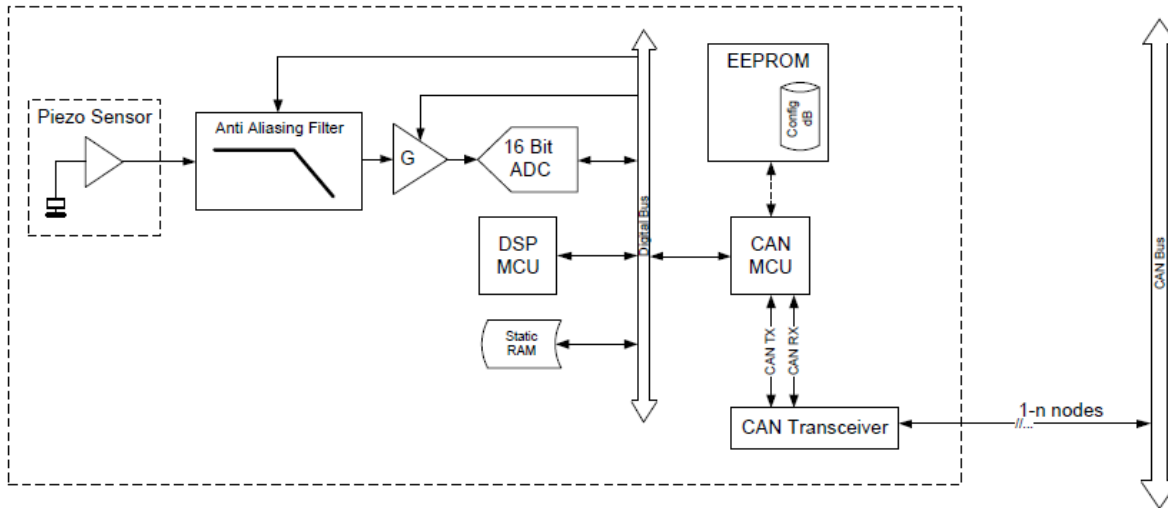 Piezo Sensor
Anti Aliasing Filter
G
16 Bit
ADC
EEPROM
Config
dB
Digital Bus
DSP
MCU
CAN
MCU
Static
RAM
CAN TX
CAN RX
CAN Transceiver
1-n nodes
//...
CAN Bus